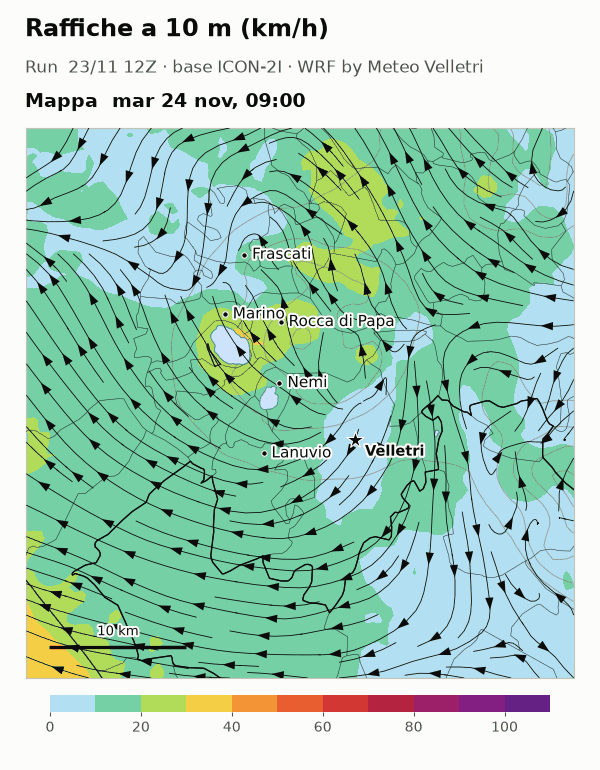 Raffiche a 10 m (km/h)
Run  23/11 12Z · base ICON-2I · WRF by Meteo Velletri
Mappa  mar 24 nov, 09:00
Frascati
Marino
Rocca di Papa
Nemi
Lanuvio
Velletri
10 km
0 20 40 60 80 100